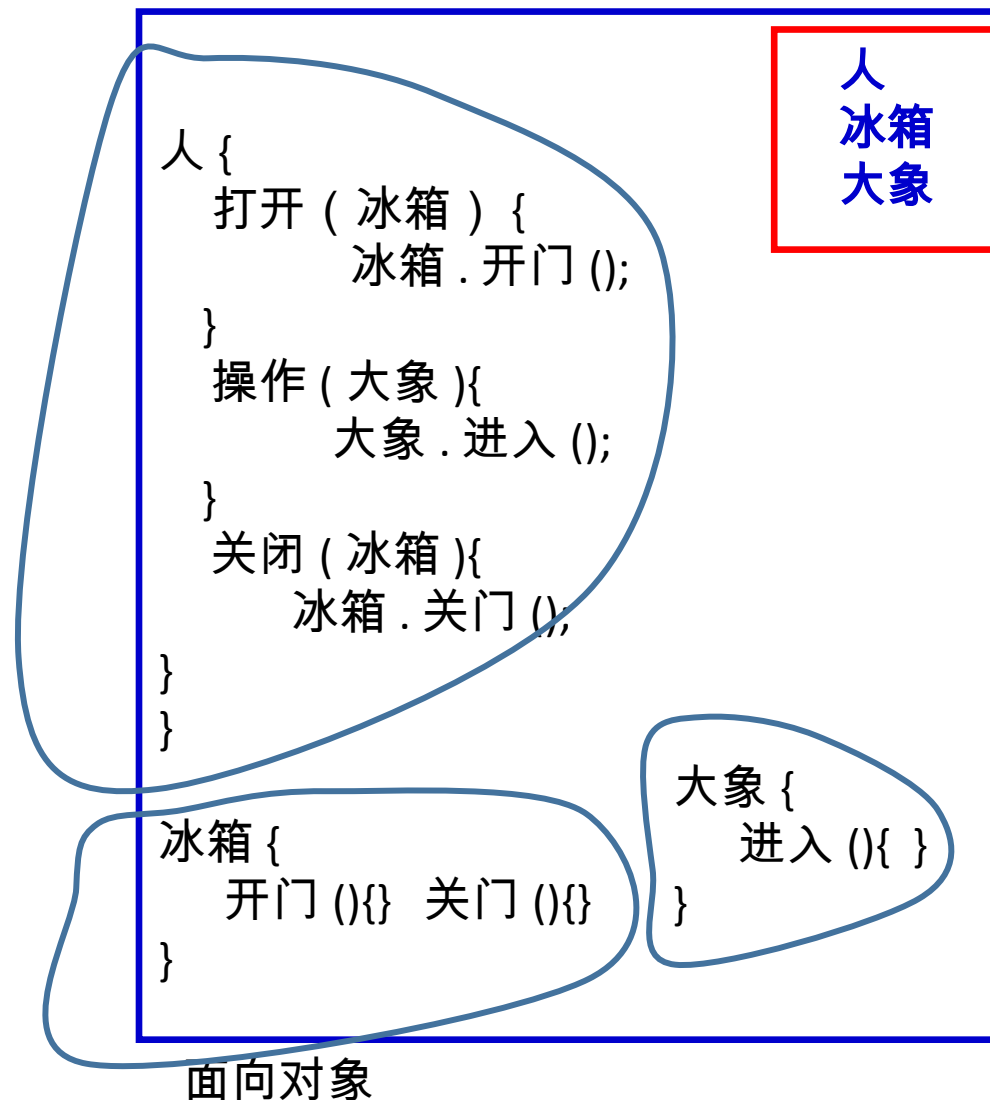 人
冰箱
大象
人 {
打开 ( 冰箱 ) {
冰箱 . 开门 ();
}
操作 ( 大象 ){
大象 . 进入 ();
}
关闭 ( 冰箱 ){
冰箱 . 关门 ();
}
}
冰箱 {
开门 (){} 关门 (){}
}
大象 {
进入 (){ }
}
面向对象